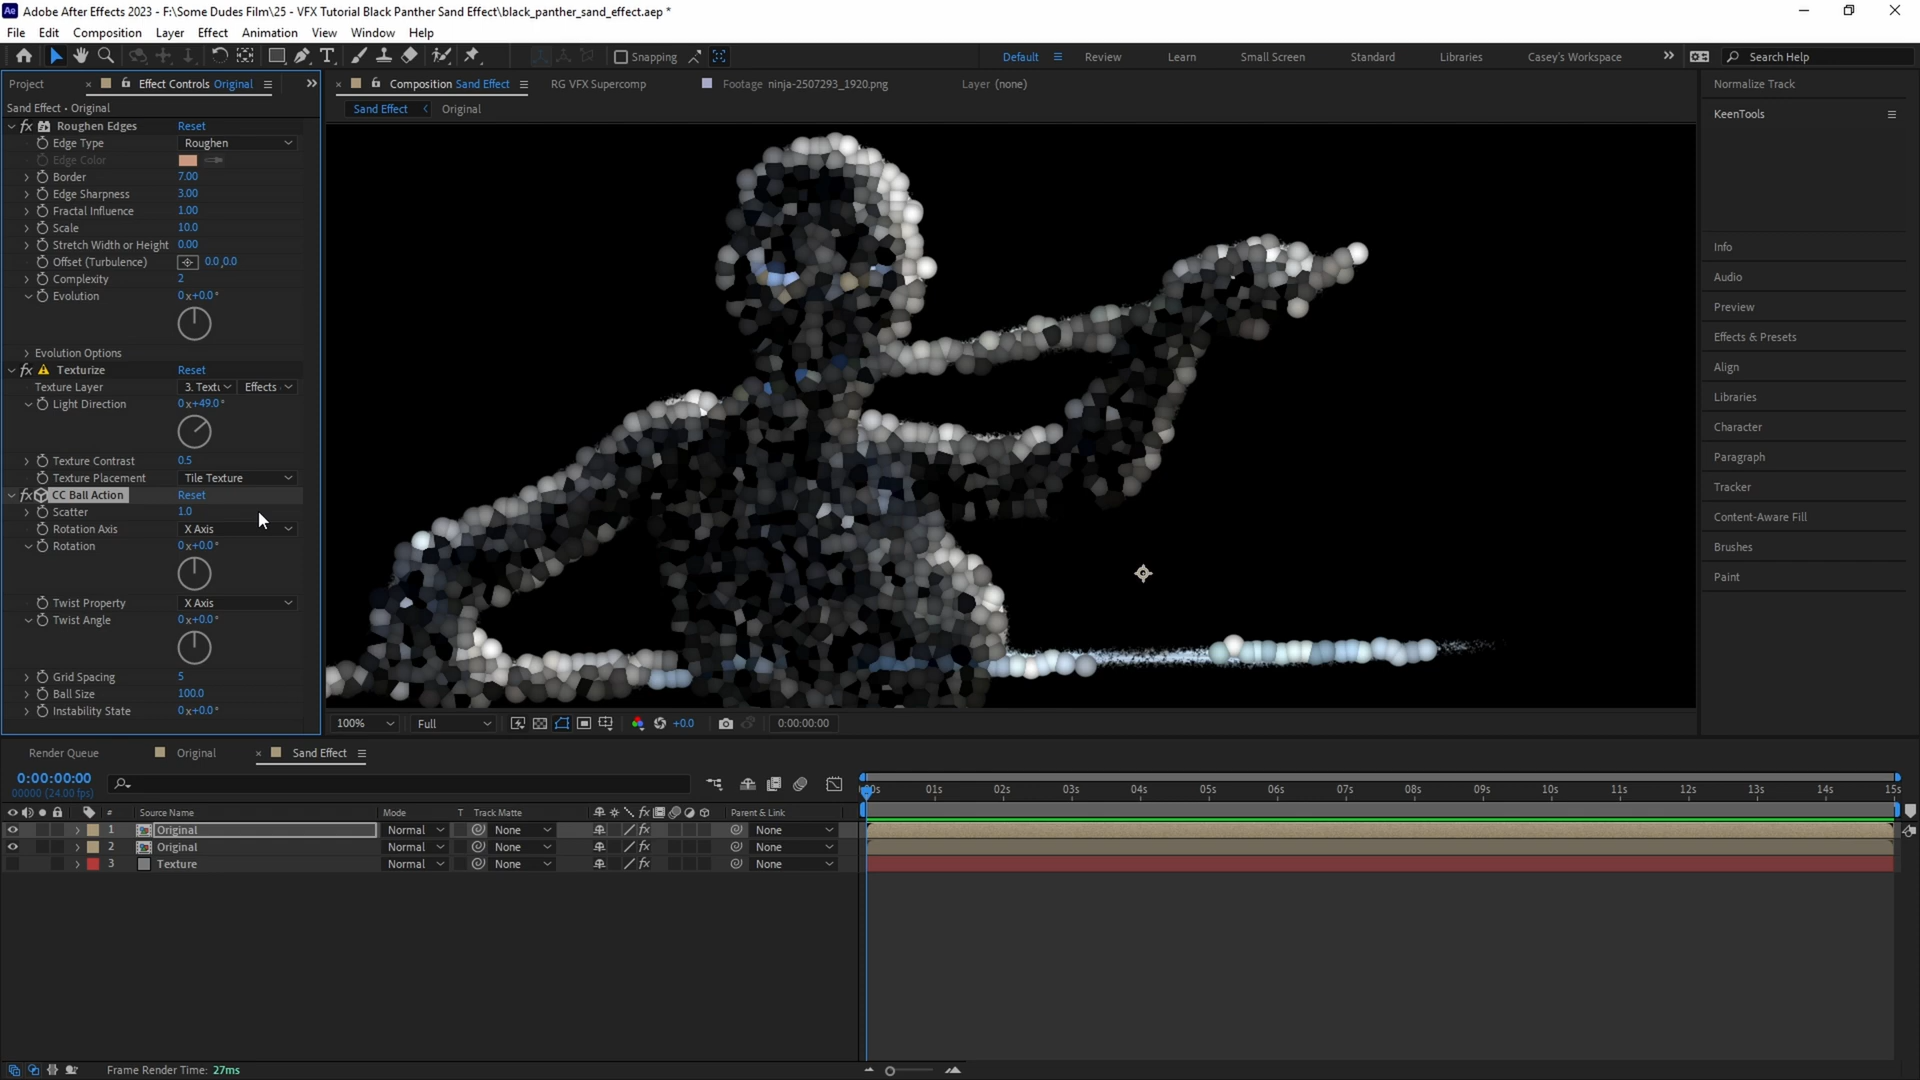 Adobe After Effects 2023 - F:\Some Dudes Film\25 - VFX Tutorial Black Panther Sand Effect\black_panther_sand_effect.aep *
File Edit Composition Layer Effect Animation View Window Help
Snapping
Default Review Learn Small Screen Standard Libraries Casey's Workspace Search Help
Project Effect Controls Original
Composition Sand Effect RG VFX Supercomp Footage ninja-2507293_1920.png Layer (none)
Normalize Track
Sand Effect • Original
Sand Effect Original
KeenTools
fx Roughen Edges Reset
Edge Type Roughen
Edge Color
Border 7.00
Edge Sharpness 3.00
Fractal Influence 1.00
Scale 10.0
Stretch Width or Height 0.00
Offset (Turbulence) 0.0,0.0
Complexity 2
Evolution 0x+0.0°
Evolution Options
fx Texturize Reset
Texture Layer 3. Textu Effects
Light Direction 0x+49.0°
Texture Contrast 0.5
Texture Placement Tile Texture
fx CC Ball Action Reset
Scatter 1.0
Rotation Axis X Axis
Rotation 0x+0.0°
Twist Property X Axis
Twist Angle 0x+0.0°
Grid Spacing 5
Ball Size 100.0
Instability State 0x+0.0°
Info
Audio
Preview
Effects & Presets
Align
Libraries
Character
Paragraph
Tracker
Content-Aware Fill
Brushes
Paint
100% Full +0.0 0:00:00:00
Render Queue Original Sand Effect
0:00:00:00
00000 (24.00 fps)
:00s 01s 02s 03s 04s 05s 06s 07s 08s 09s 10s 11s 12s 13s 14s 15s
# Source Name Mode T Track Matte fx Parent & Link
1 Original Normal None fx None
2 Original Normal None fx None
3 Texture Normal None fx None
Frame Render Time: 27ms